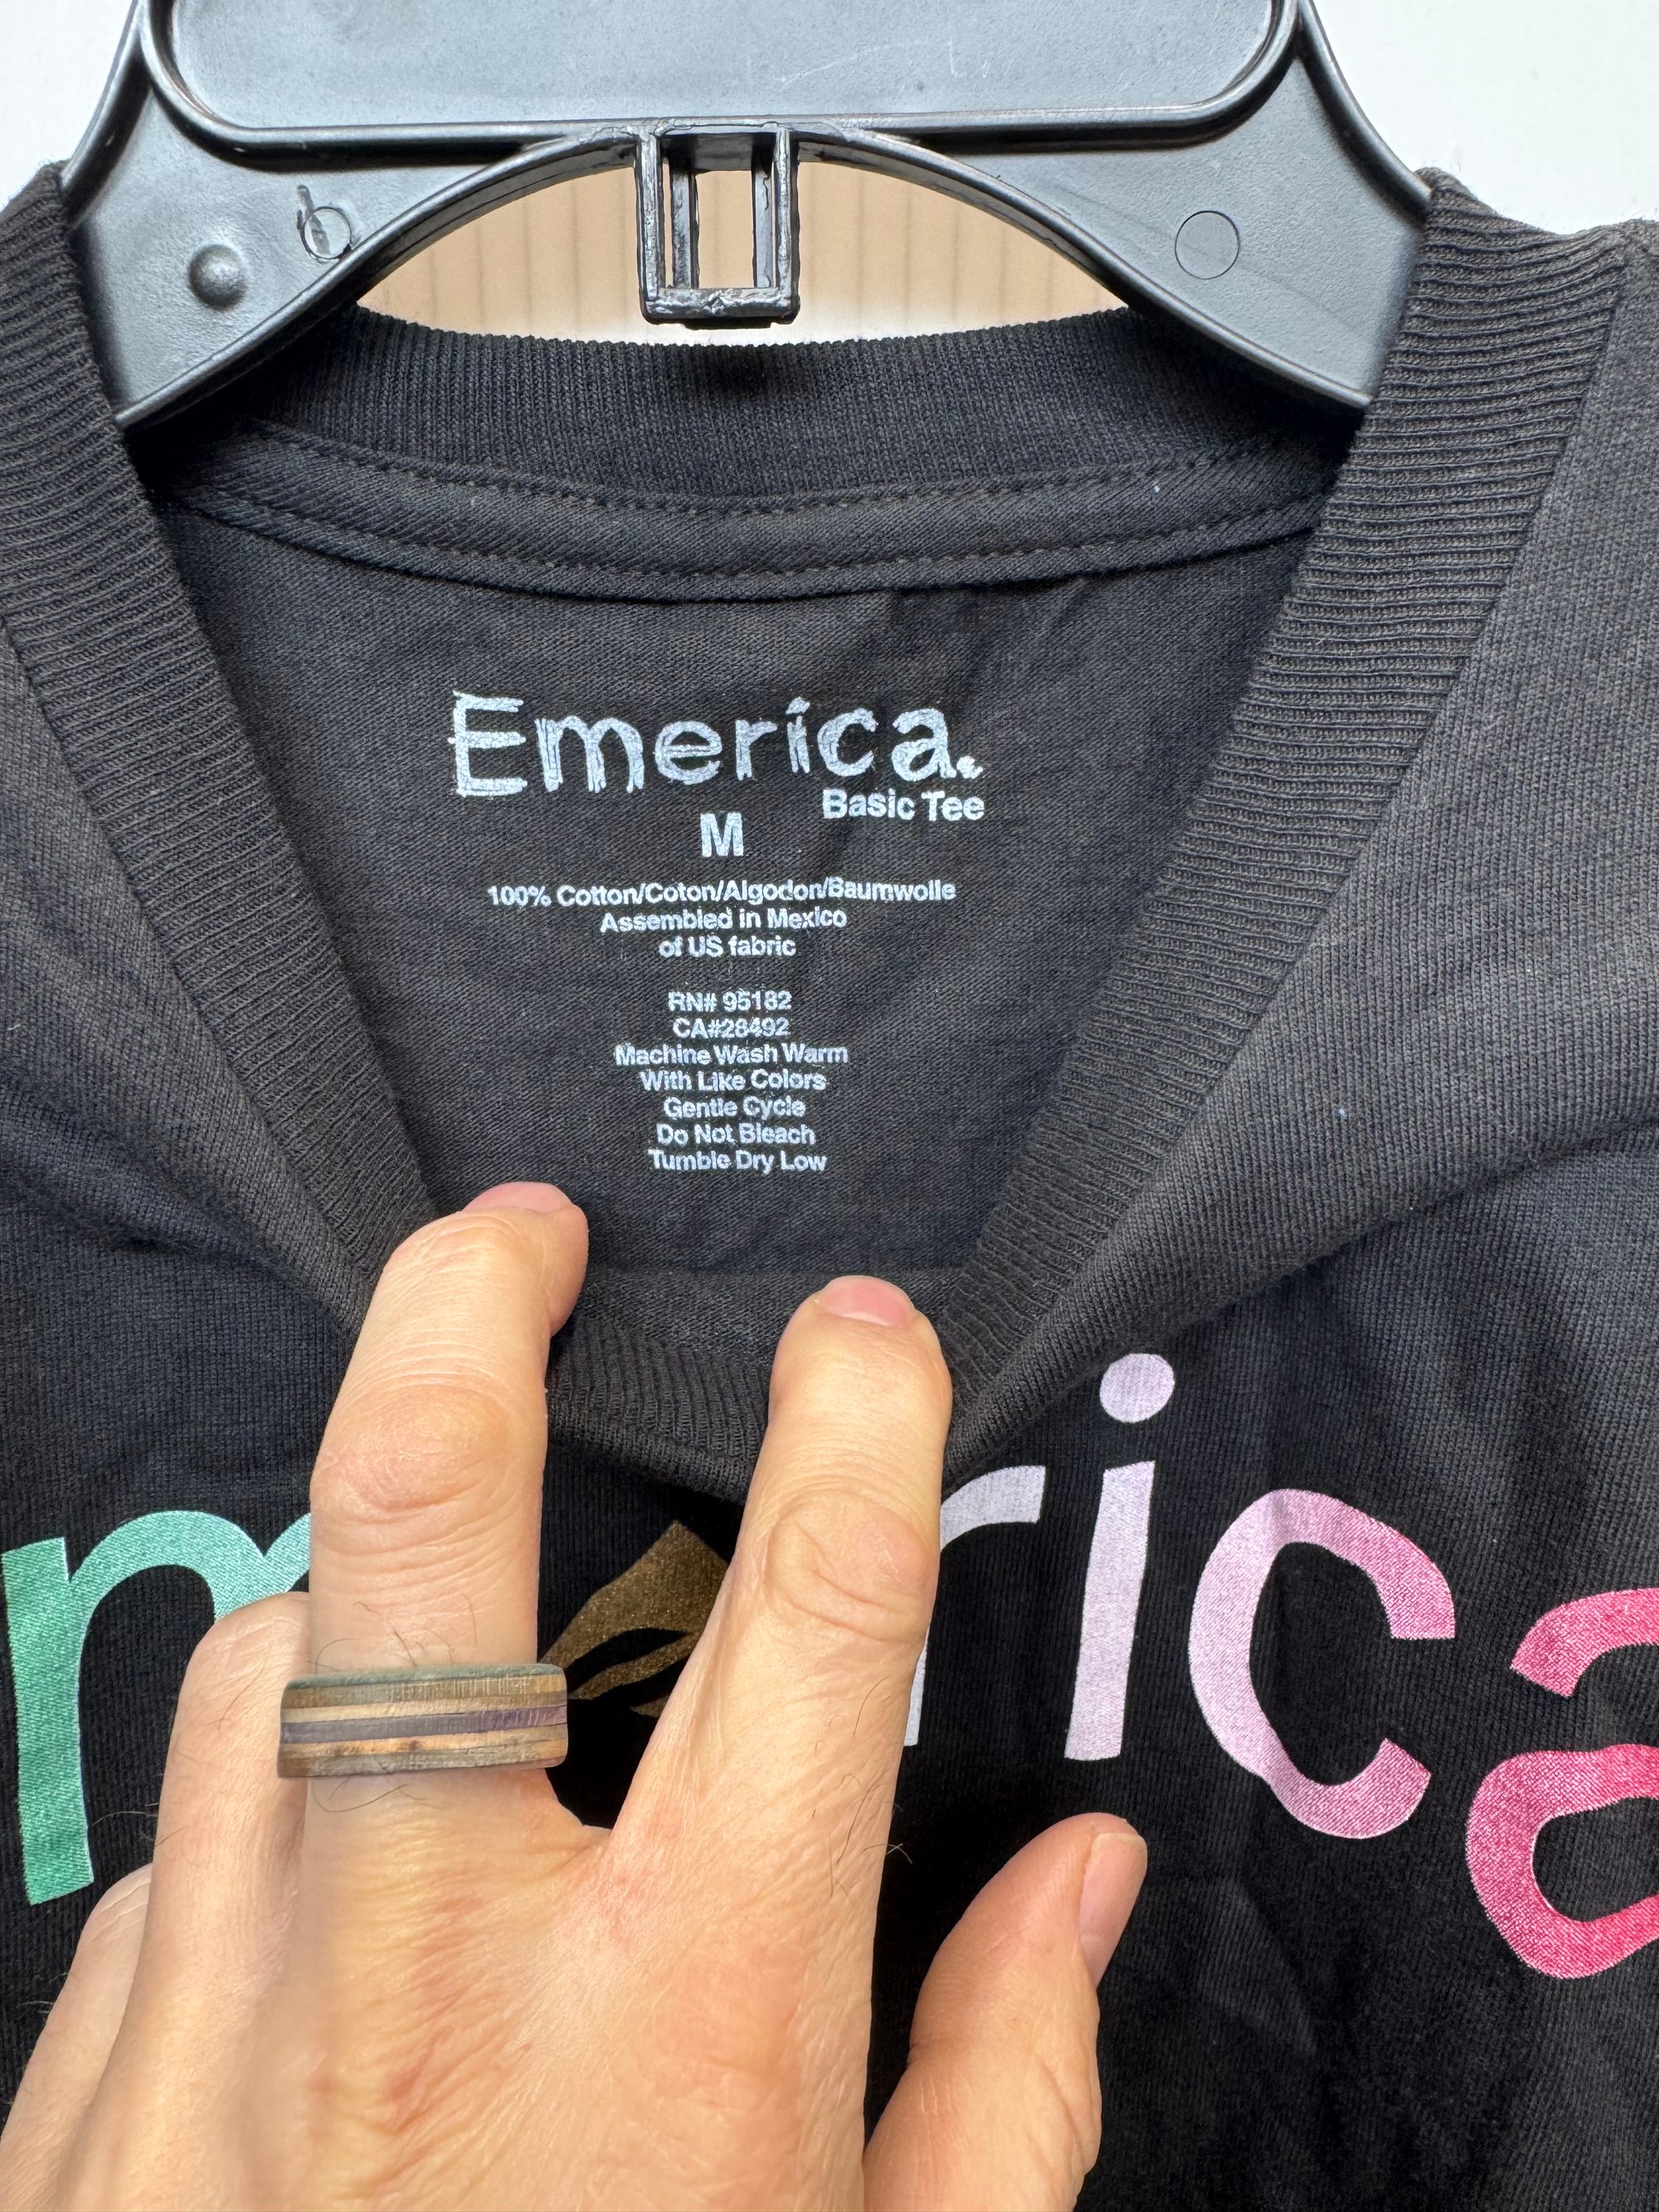 Emerica.
Basic Tee
M
100% Cotton/Coton/Algodon/Baumwolle
Assembled in Mexico
of US fabric
RN# 95182
CA#28492
Machine Wash Warm
With Like Colors
Gentle Cycle
Do Not Bleach
Tumble Dry Low
m rica